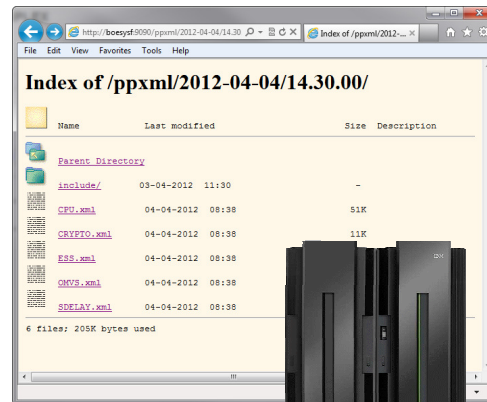 http://boesysf:9090/ppxml/2012-04-04/14.30
Index of /ppxml/2012-... ×
File Edit View Favorites Tools Help
Index of /ppxml/2012-04-04/14.30.00/
Name Last modified Size Description
Parent Directory
include/ 03-04-2012 11:30 -
CPU.xml 04-04-2012 08:38 51K
CRYPTO.xml 04-04-2012 08:38 11K
ESS.xml 04-04-2012 08:38
OMVS.xml 04-04-2012 08:38
SDELAY.xml 04-04-2012 08:38
6 files; 205K bytes used
IBM